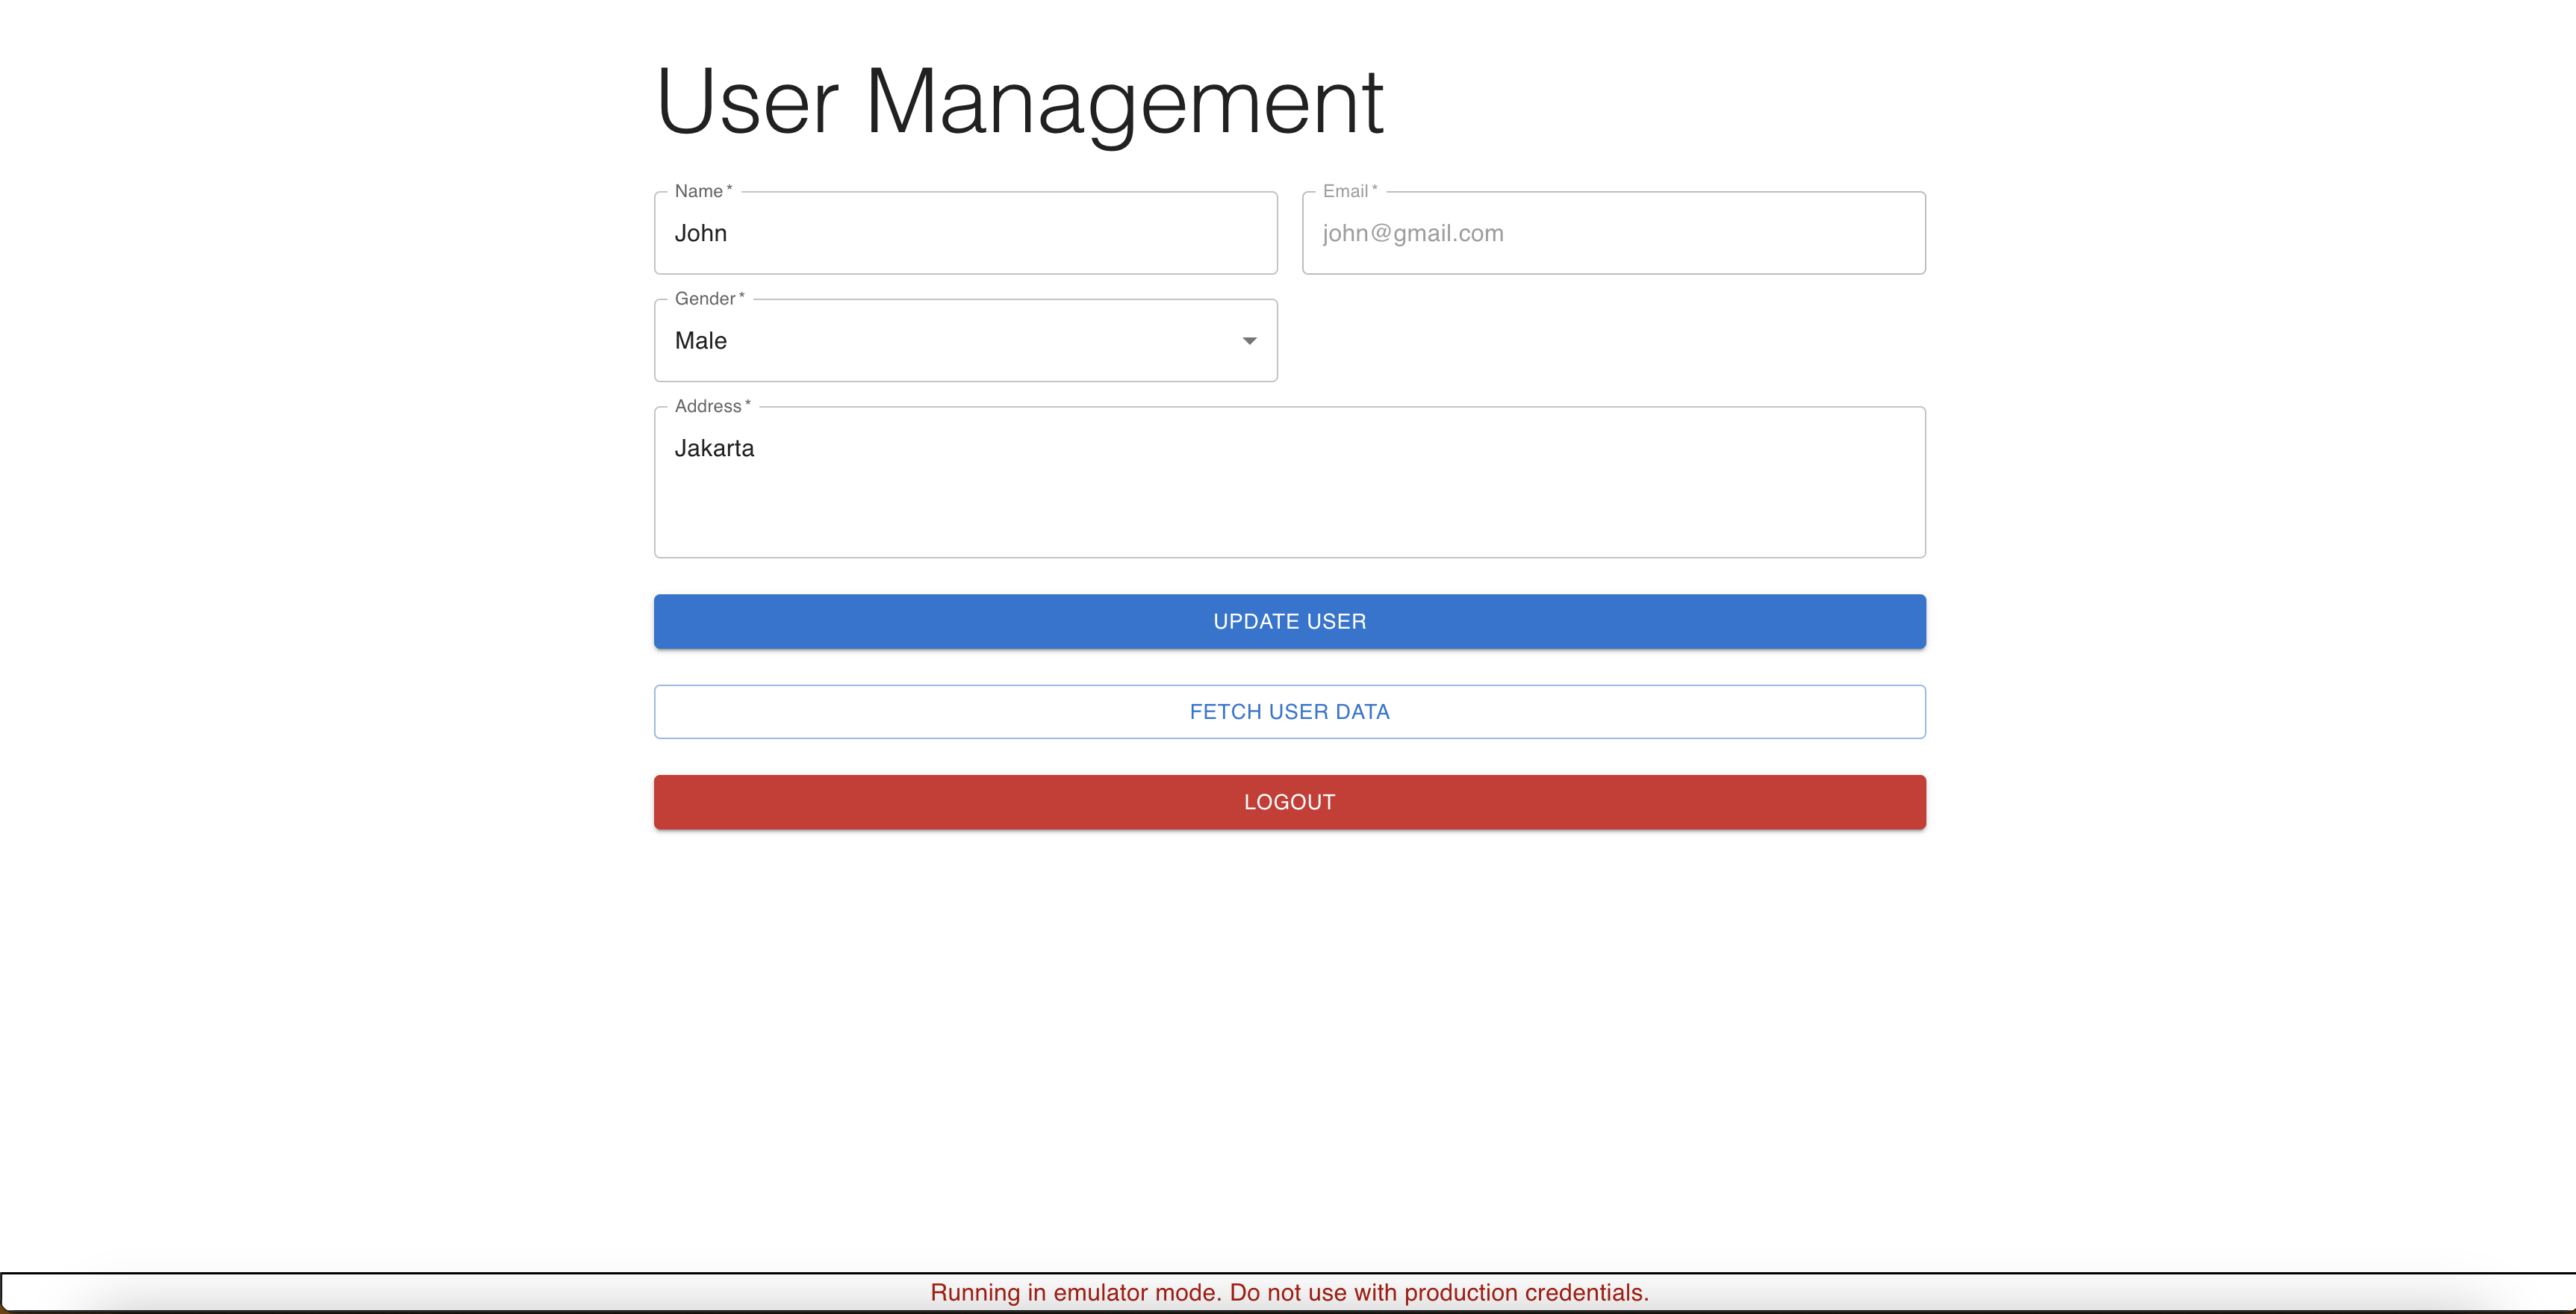 User Management
Name *
John
Email *
john@gmail.com
Gender *
Male
Address *
Jakarta
UPDATE USER
FETCH USER DATA
LOGOUT
Running in emulator mode. Do not use with production credentials.